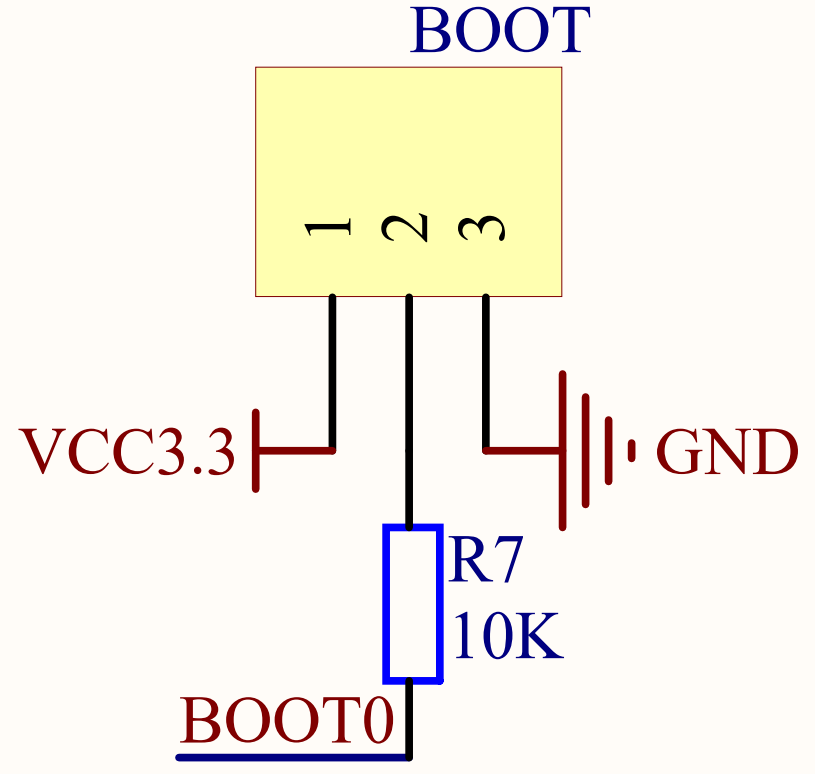 BOOT
1 2 3
VCC3.3
GND
R7
10K
BOOT0